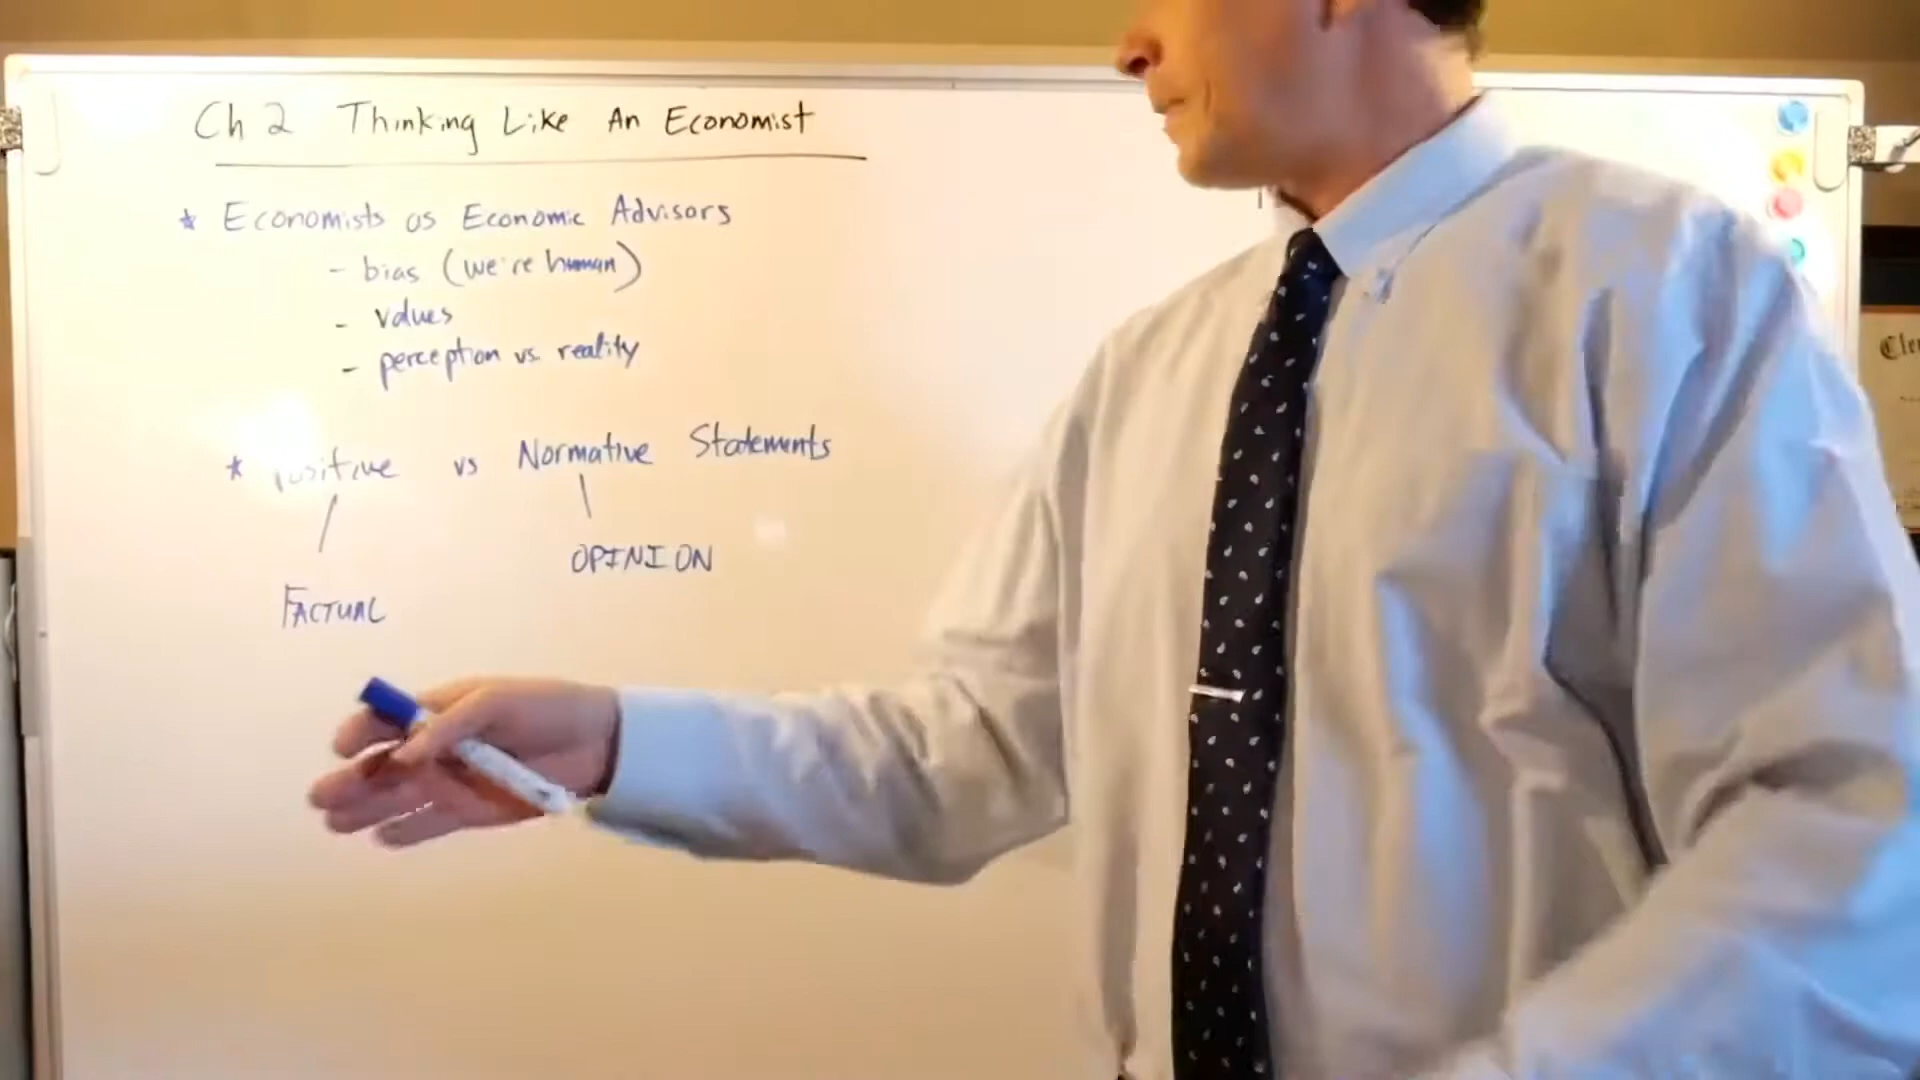 Ch 2 Thinking Like An Economist
* Economists as Economic Advisors
- bias (we're human)
- values
- perception vs. reality
* Positive vs Normative Statements
OPINION
FACTUAL